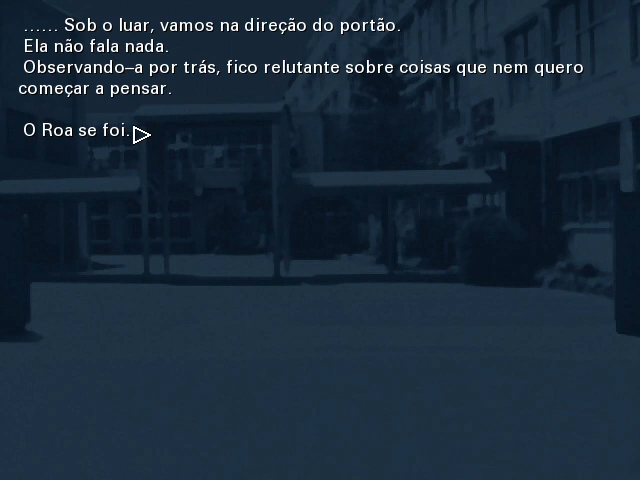 ...... Sob o luar, vamos na direção do portão.
Ela não fala nada.
Observando–a por trás, fico relutante sobre coisas que nem quero
começar a pensar.
O Roa se foi.